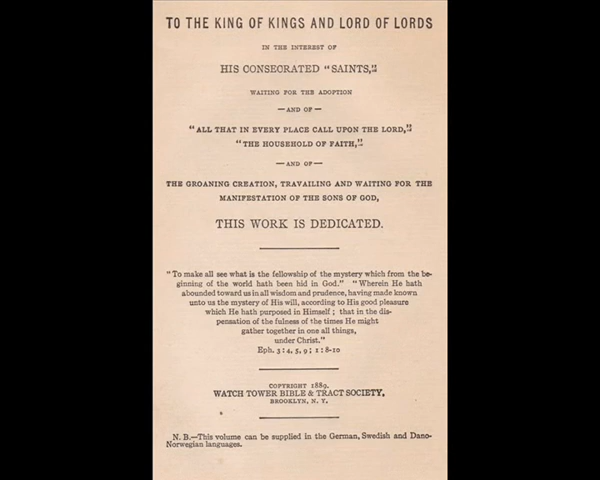 TO THE KING OF KINGS AND LORD OF LORDS
IN THE INTEREST OF
HIS CONSECRATED "SAINTS,"
WAITING FOR THE ADOPTION
—AND OF—
"ALL THAT IN EVERY PLACE CALL UPON THE LORD,"
"THE HOUSEHOLD OF FAITH,"
—AND OF—
THE GROANING CREATION, TRAVAILING AND WAITING FOR THE
MANIFESTATION OF THE SONS OF GOD,
THIS WORK IS DEDICATED.
"To make all see what is the fellowship of the mystery which from the be-
ginning of the world hath been hid in God." "Wherein He hath
abounded toward us in all wisdom and prudence, having made known
unto us the mystery of His will, according to His good pleasure
which He hath purposed in Himself; that in the dis-
pensation of the fulness of the times He might
gather together in one all things,
under Christ."
Eph. 3:4, 5, 9; 1:8-10
COPYRIGHT 1889.
WATCH TOWER BIBLE & TRACT SOCIETY,
BROOKLYN, N. Y.
N. B.—This volume can be supplied in the German, Swedish and Dano-
Norwegian languages.